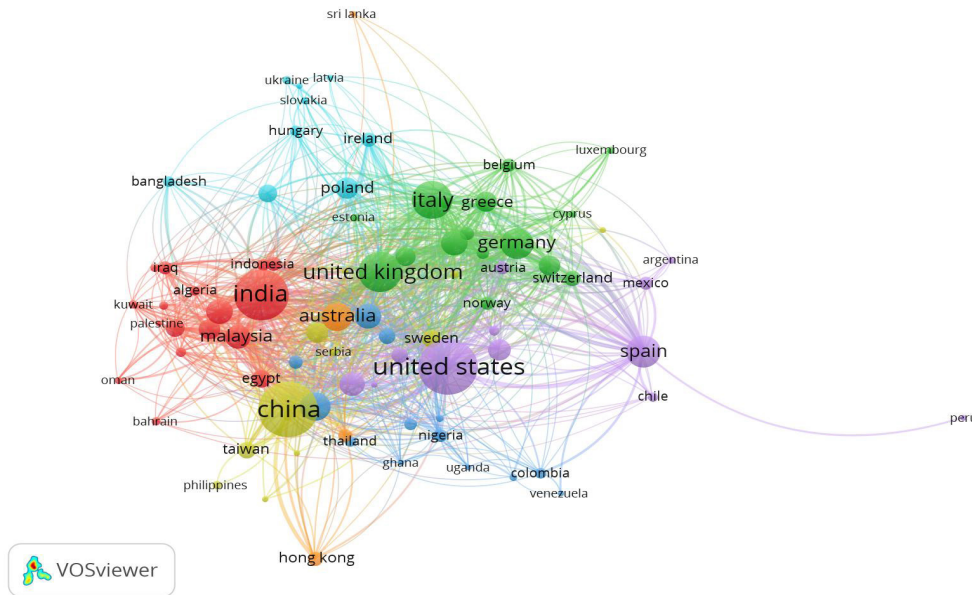 sri lanka
ukraine
latvia
slovakia
hungary
ireland
luxembourg
belgium
bangladesh
poland
italy
greece
estonia
cyprus
germany
argentina
indonesia
iraq
united kingdom
austria
switzerland
mexico
algeria
india
kuwait
norway
palestine
australia
malaysia
sweden
serbia
spain
united states
oman
egypt
chile
china
bahrain
peru
thailand
nigeria
taiwan
ghana
uganda
colombia
philippines
venezuela
hong kong
VOSviewer